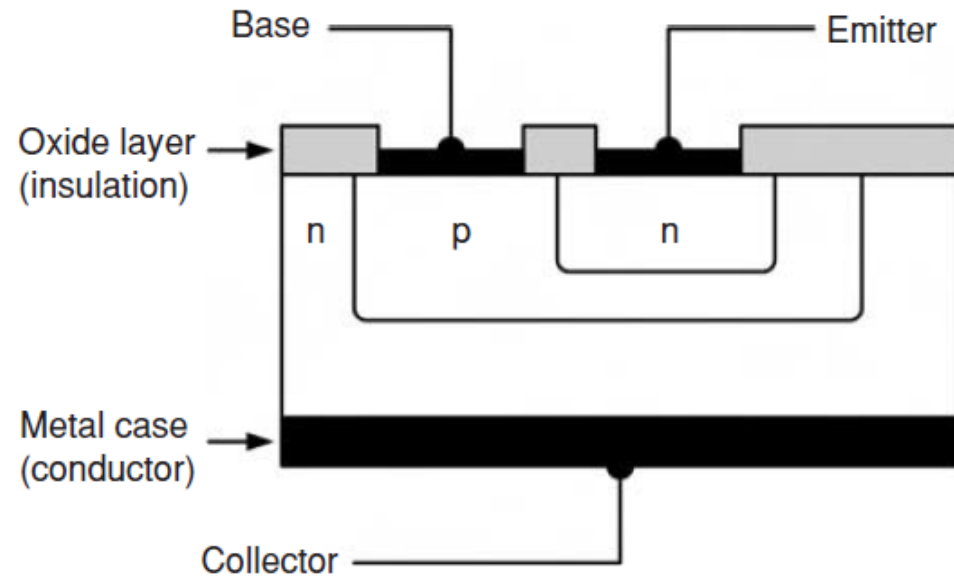 Base
Emitter
Oxide layer
(insulation)
n
p
n
Metal case
(conductor)
Collector